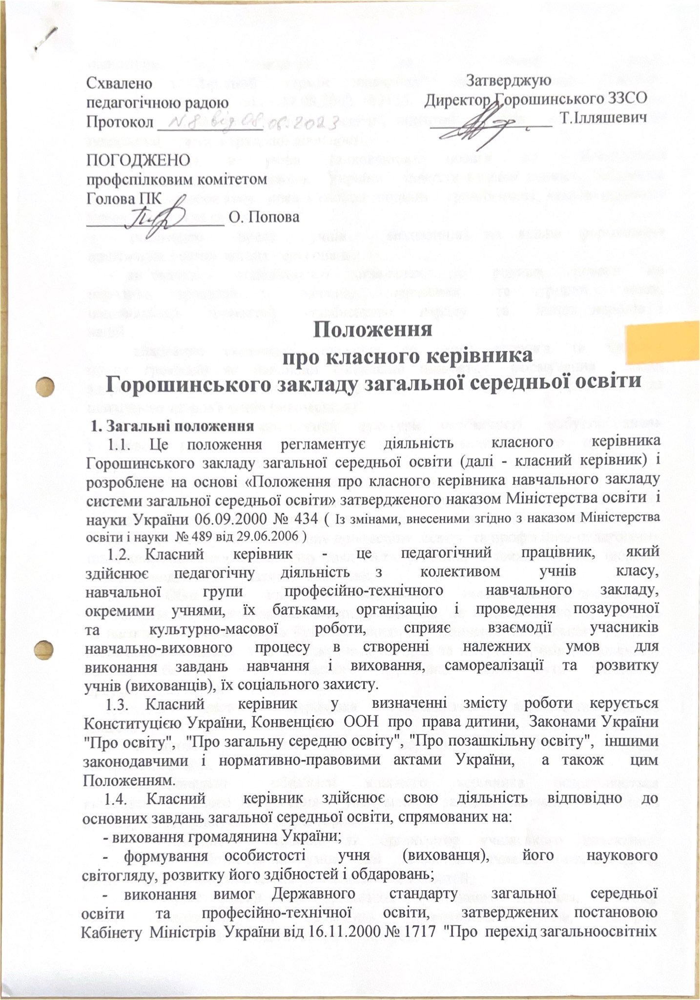 Схвалено
педагогічною радою
Протокол N.8 від 08.06.2023
Затверджую
Директор Горошинського ЗЗСО
Т.Ілляшевич
ПОГОДЖЕНО
профспілковим комітетом
Голова ПК
О. Попова
Положення
про класного керівника
Горошинського закладу загальної середньої освіти
1. Загальні положення
1.1. Це положення регламентує діяльність класного керівника
Горошинського закладу загальної середньої освіти (далі - класний керівник) і
розроблене на основі «Положення про класного керівника навчального закладу
системи загальної середньої освіти» затвердженого наказом Міністерства освіти і
науки України 06.09.2000 № 434 ( Із змінами, внесеними згідно з наказом Міністерства
освіти і науки № 489 від 29.06.2006 )
1.2. Класний керівник - це педагогічний працівник, який
здійснює педагогічну діяльність з колективом учнів класу,
навчальної групи професійно-технічного навчального закладу,
окремими учнями, їх батьками, організацію і проведення позаурочної
та культурно-масової роботи, сприяє взаємодії учасників
навчально-виховного процесу в створенні належних умов для
виконання завдань навчання і виховання, самореалізації та розвитку
учнів (вихованців), їх соціального захисту.
1.3. Класний керівник у визначенні змісту роботи керується
Конституцією України, Конвенцією ООН про права дитини, Законами України
"Про освіту", "Про загальну середню освіту", "Про позашкільну освіту", іншими
законодавчими і нормативно-правовими актами України, а також цим
Положенням.
1.4. Класний керівник здійснює свою діяльність відповідно до
основних завдань загальної середньої освіти, спрямованих на:
- виховання громадянина України;
- формування особистості учня (вихованця), його наукового
світогляду, розвитку його здібностей і обдаровань;
- виконання вимог Державного стандарту загальної середньої
освіти та професійно-технічної освіти, затверджених постановою
Кабінету Міністрів України від 16.11.2000 № 1717 "Про перехід загальноосвітніх